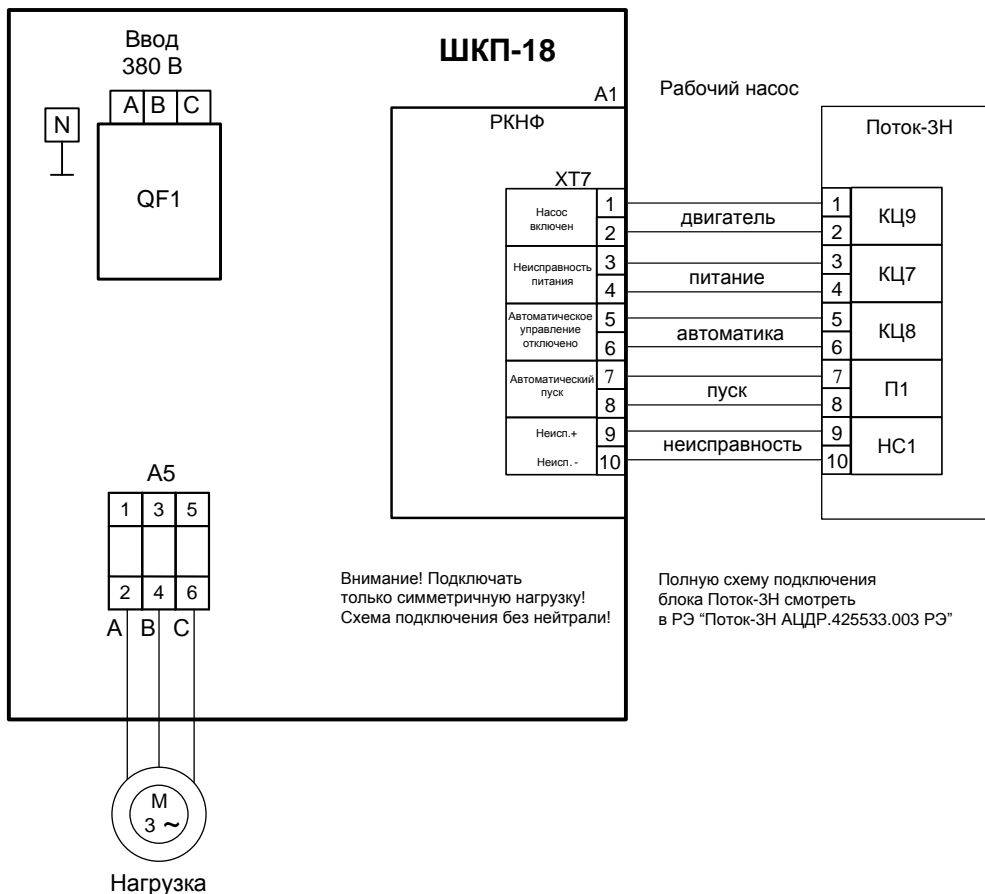 Ввод
380 В
ШКП-18
A B C
N
QF1
A1
РКНФ
XT7
Насос
включен
1
2
Неисправность
питания
3
4
Автоматическое
управление
отключено
5
6
Автоматический
пуск
7
8
Неисп.+
9
Неисп. -
10
Рабочий насос
двигатель
питание
автоматика
пуск
неисправность
Поток-3Н
1
2
КЦ9
3
4
КЦ7
5
6
КЦ8
7
8
П1
9
10
НС1
A5
1 3 5
2 4 6
A B C
Внимание! Подключать
только симметричную нагрузку!
Схема подключения без нейтрали!
Полную схему подключения
блока Поток-3Н смотреть
в РЭ “Поток-3Н АЦДР.425533.003 РЭ”
М
3 ~
Нагрузка